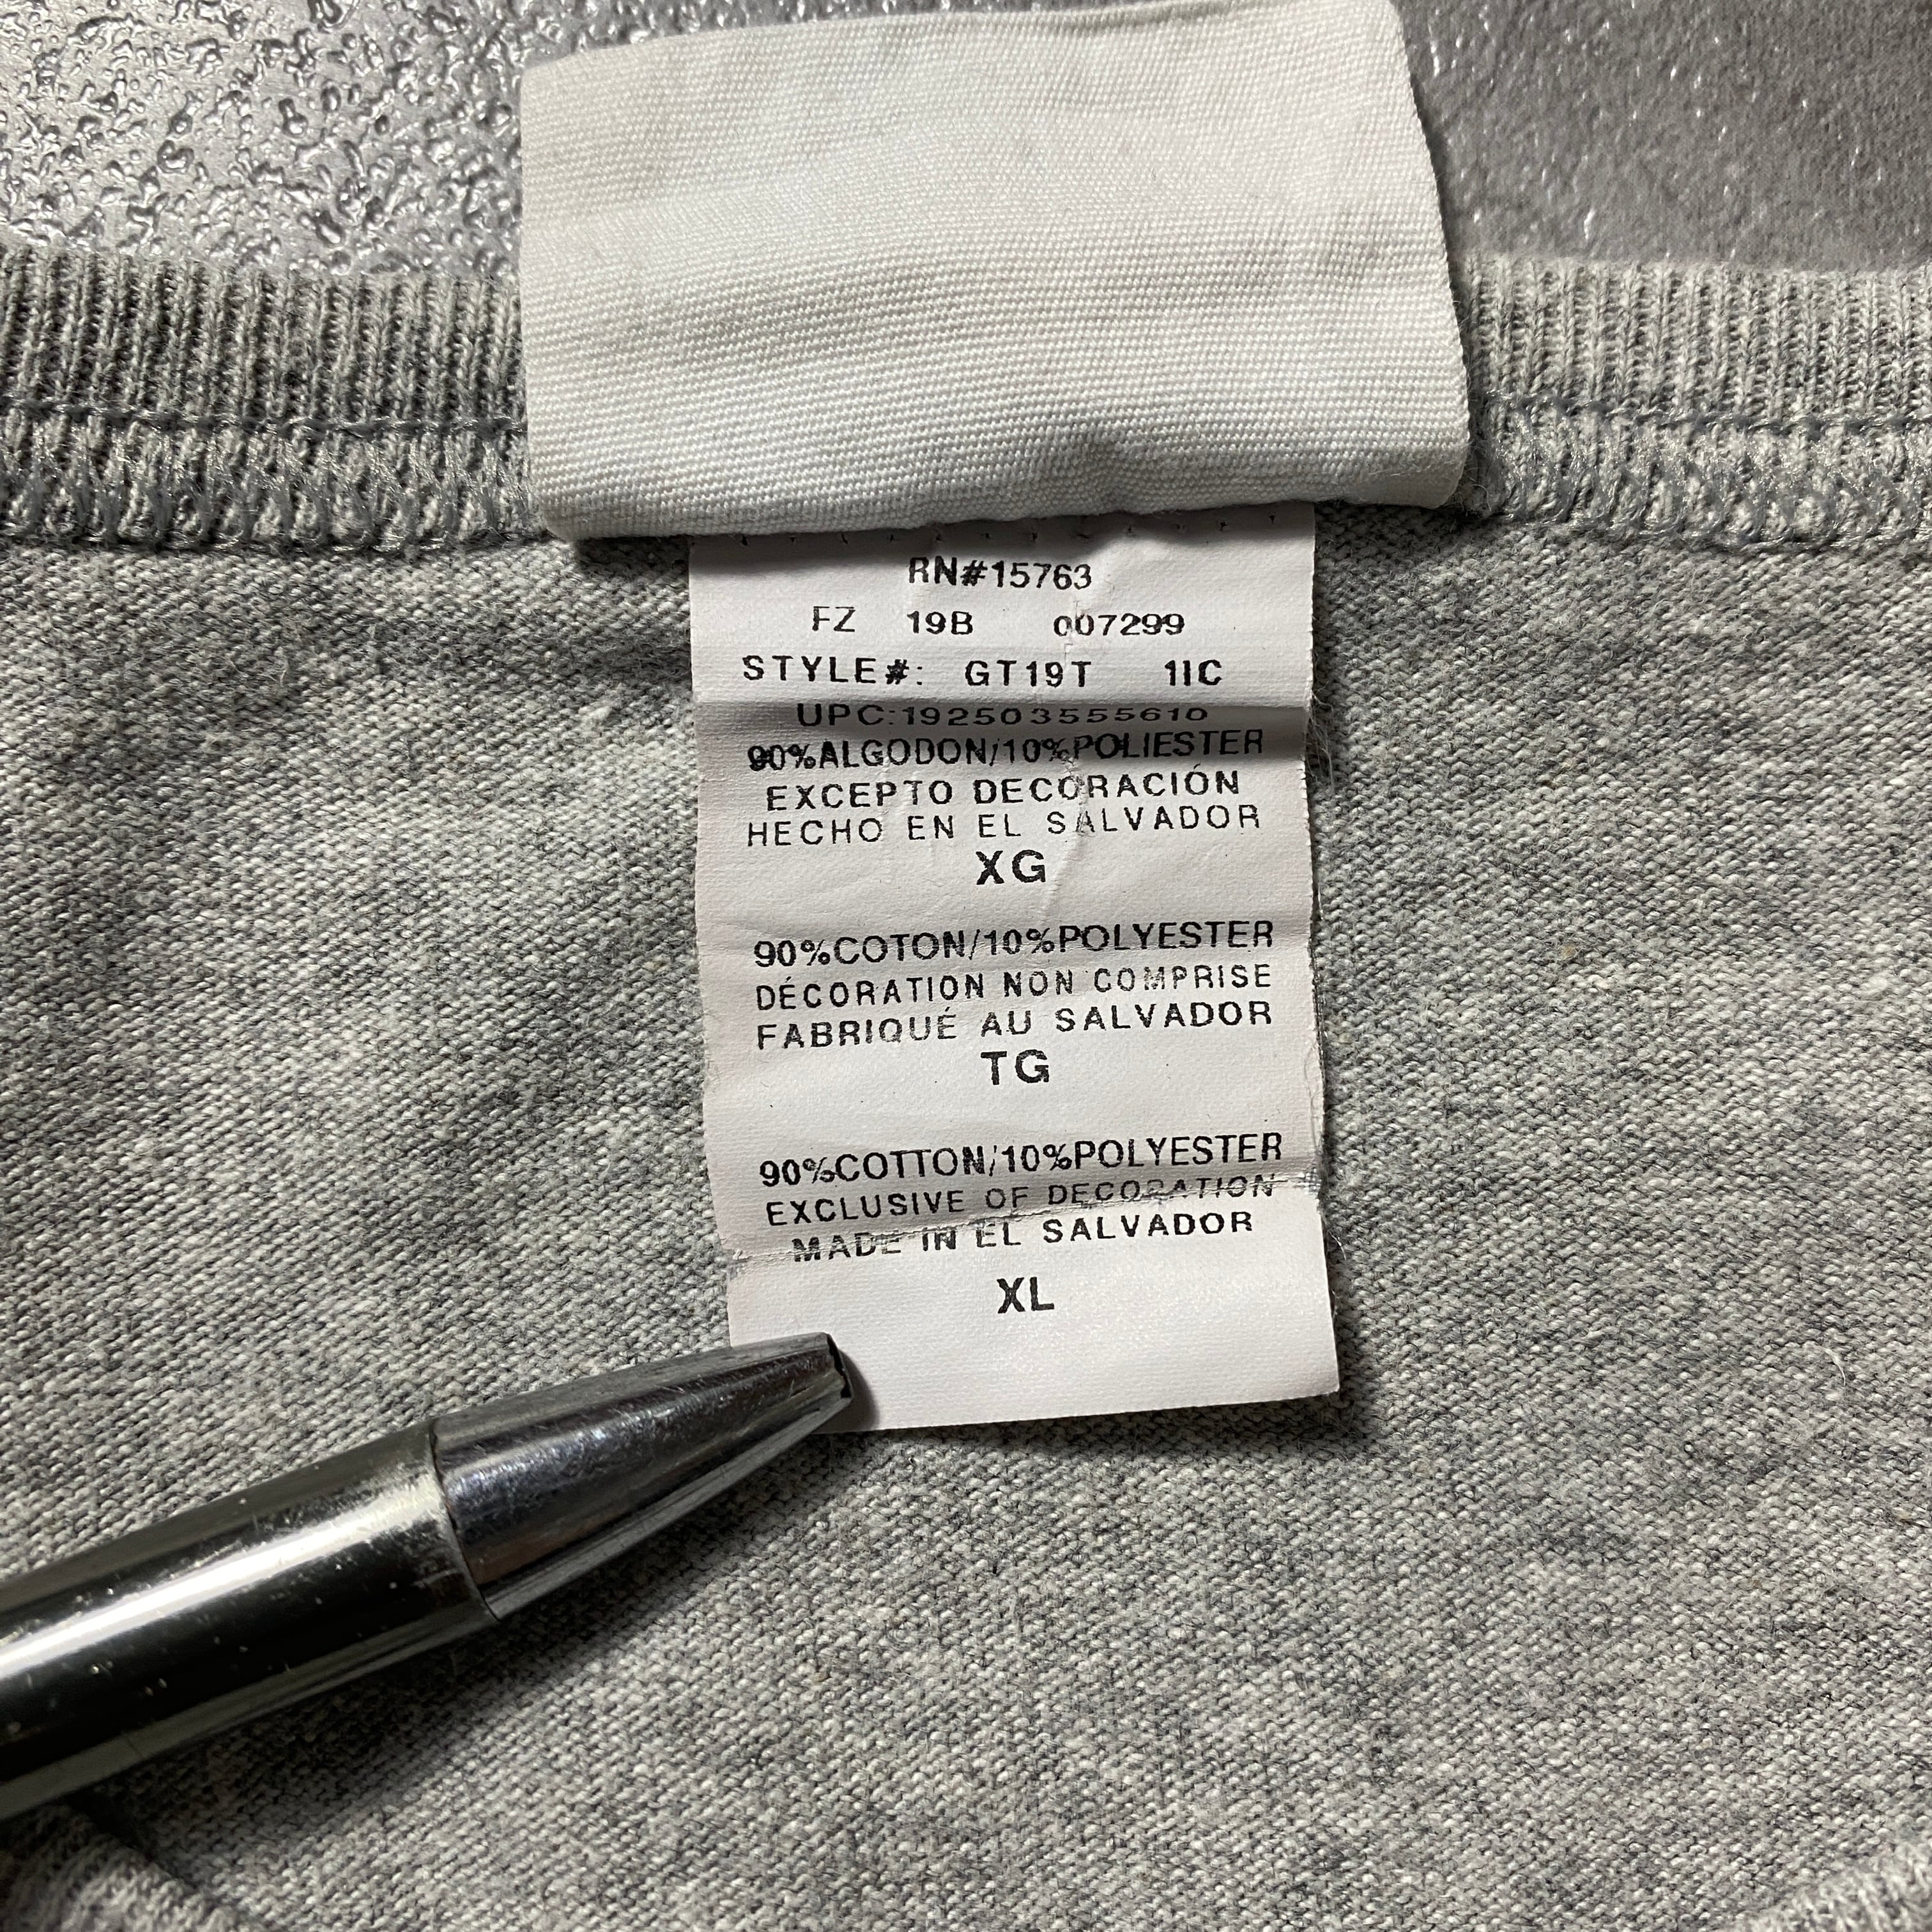 RN#15763
FZ 19B 007299
STYLE#: GT19T 1IC
UPC:192503555610
90%ALGODON/10%POLIESTER
EXCEPTO DECORACIÓN
HECHO EN EL SALVADOR
XG
90%COTON/10%POLYESTER
DÉCORATION NON COMPRISE
FABRIQUÉ AU SALVADOR
TG
90%COTTON/10%POLYESTER
EXCLUSIVE OF DECORATION
MADE IN EL SALVADOR
XL